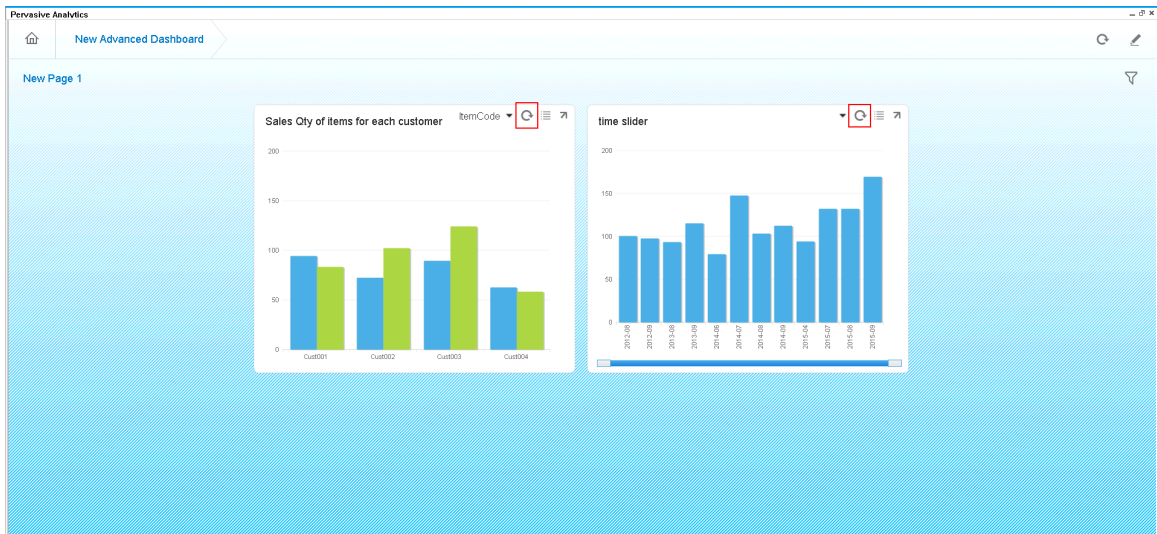 Pervasive Analytics
New Advanced Dashboard
New Page 1
Sales Qty of items for each customer ItemCode
200
150
100
50
0
Cust001 Cust002 Cust003 Cust004
time slider
200
150
100
50
0
2012-08 2012-09 2013-08 2013-09 2014-06 2014-07 2014-08 2014-09 2015-04 2015-07 2015-08 2015-09